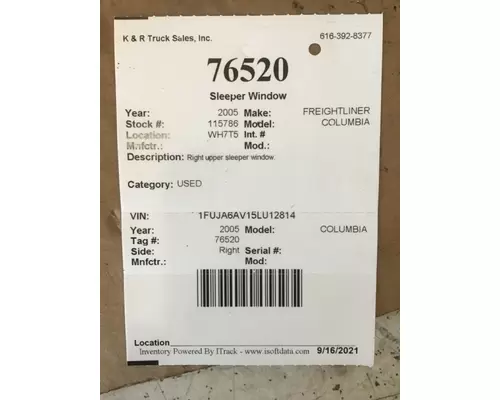 K & R Truck Sales, Inc. 616-392-8377
76520
Sleeper Window
Year: 2005 Make: FREIGHTLINER
Stock #: 115786 Model: COLUMBIA
Location: WH7T5 Int. #
Mnfctr.: Mod.:
Description: Right upper sleeper window.
Category: USED
VIN: 1FUJA6AV15LU12814
Year: 2005 Model: COLUMBIA
Tag #: 76520
Side: Right Serial #:
Mnfctr.: Mod:
Location
Inventory Powered By ITrack - www.isoftdata.com 9/16/2021